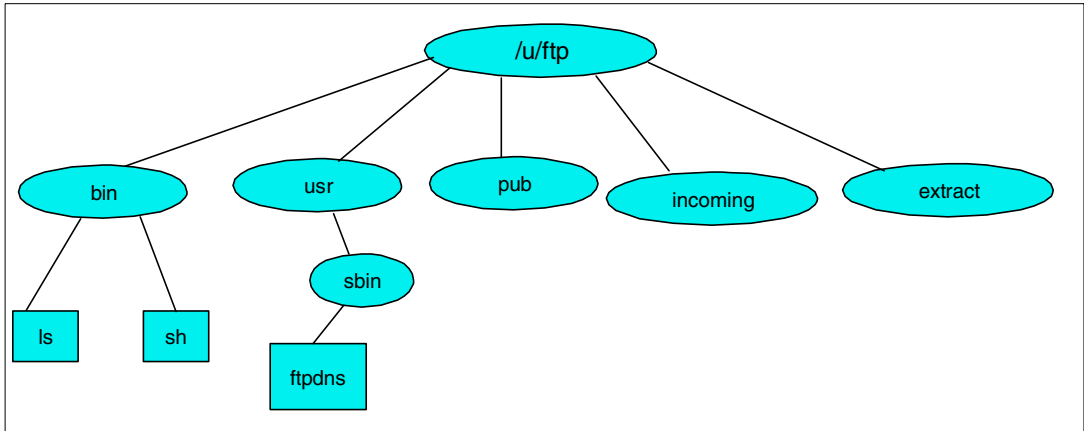 /u/ftp
bin
usr
pub
incoming
extract
sbin
ls
sh
ftpdns